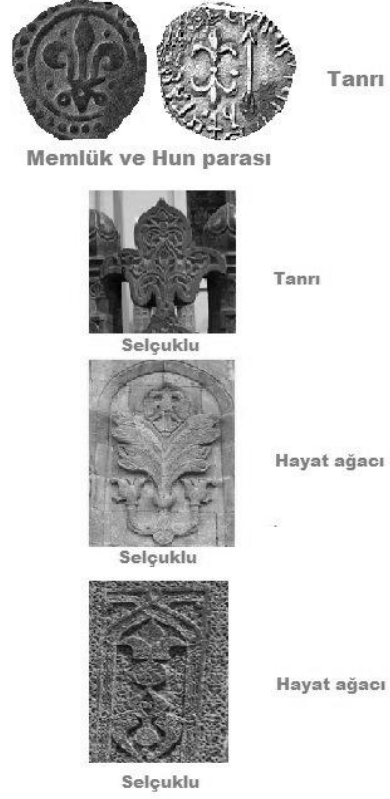 Tanrı
Memlük ve Hun parası
Tanrı
Selçuklu
Hayat ağacı
Selçuklu
Hayat ağacı
Selçuklu